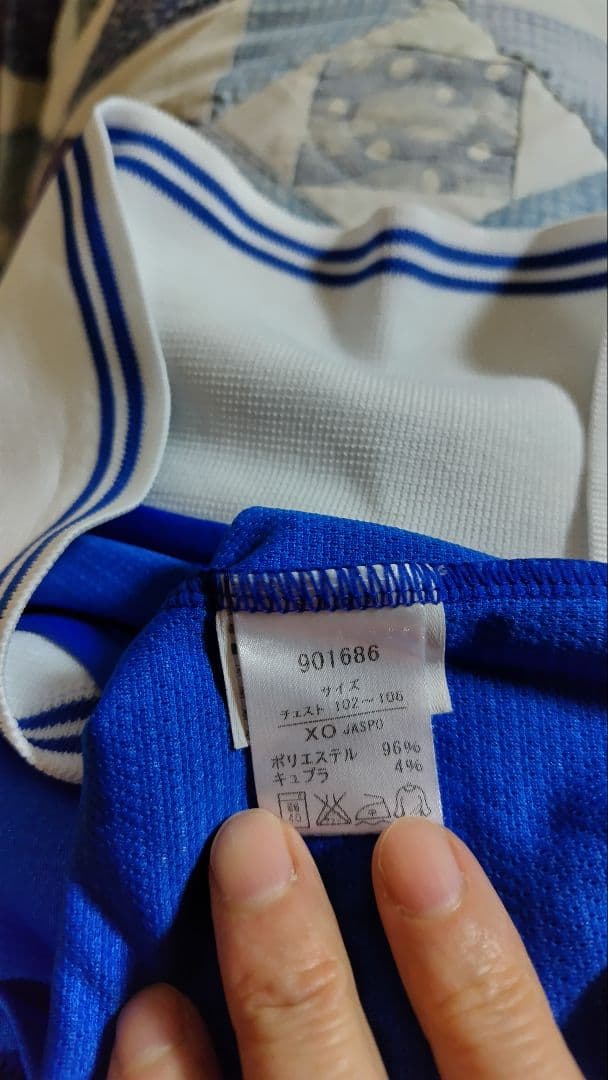 901686
サイズ
チェスト 102～106
XO JASPO
ポリエステル 96%
キュプラ 4%
40